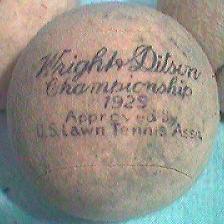 Wright & Ditson
Championship
1929
Approved By
U.S. Lawn Tennis Assn